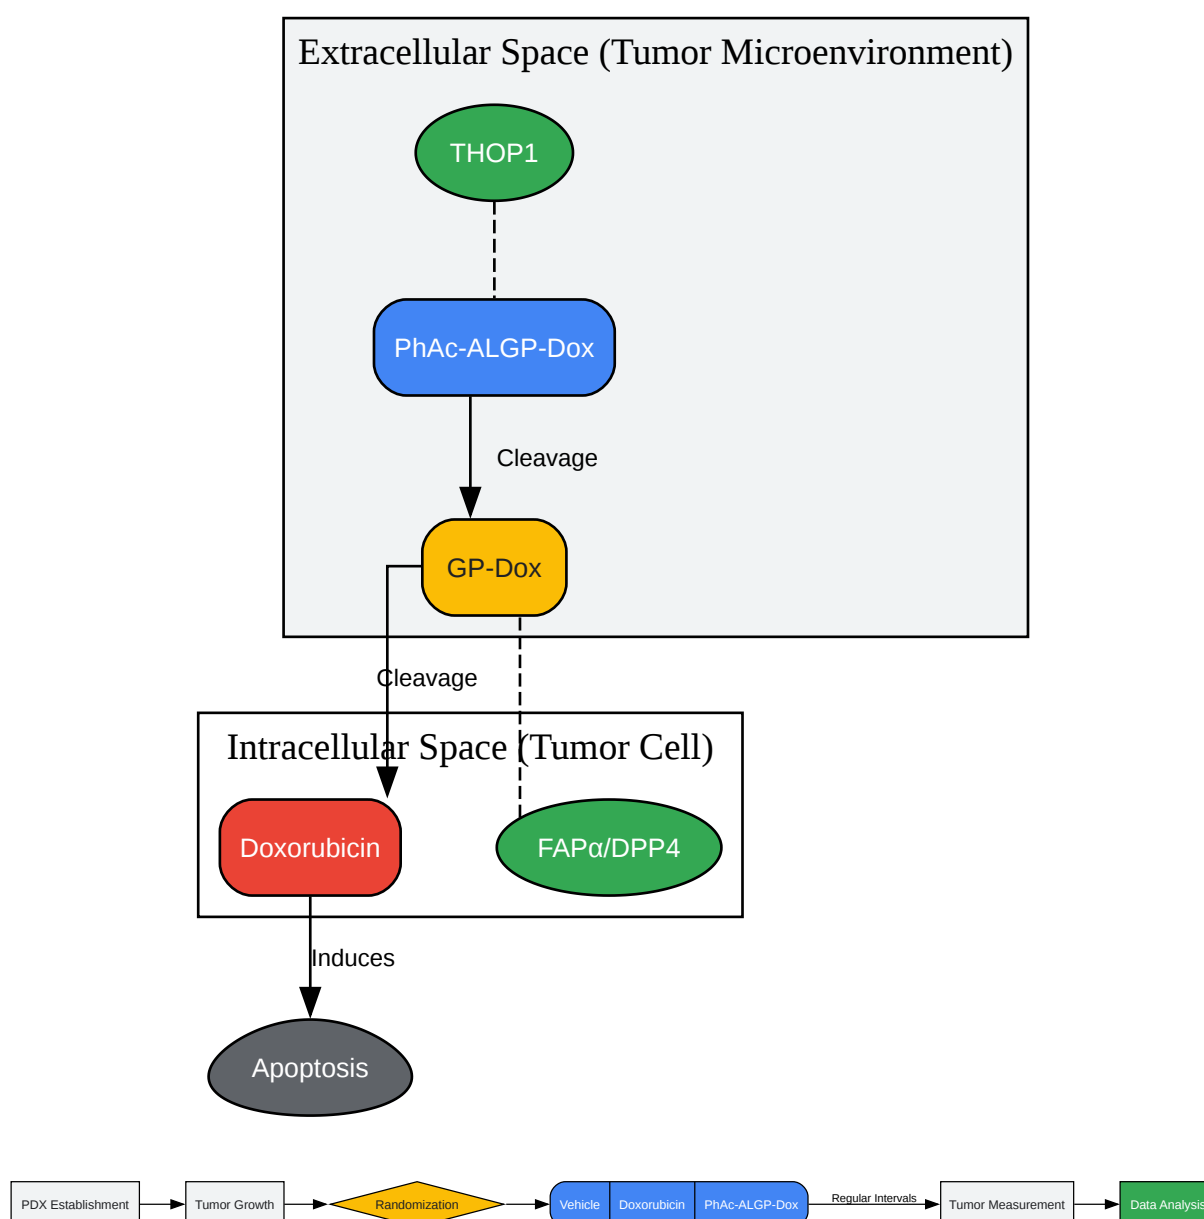 Extracellular Space (Tumor Microenvironment)
THOP1
PhAc-ALGP-Dox
Cleavage
GP-Dox
Cleavage
Intracellular Space (Tumor Cell)
Doxorubicin
FAPα/DPP4
Induces
Apoptosis
PDX Establishment
Tumor Growth
Randomization
Vehicle
Doxorubicin
PhAc-ALGP-Dox
Regular Intervals
Tumor Measurement
Data Analysis